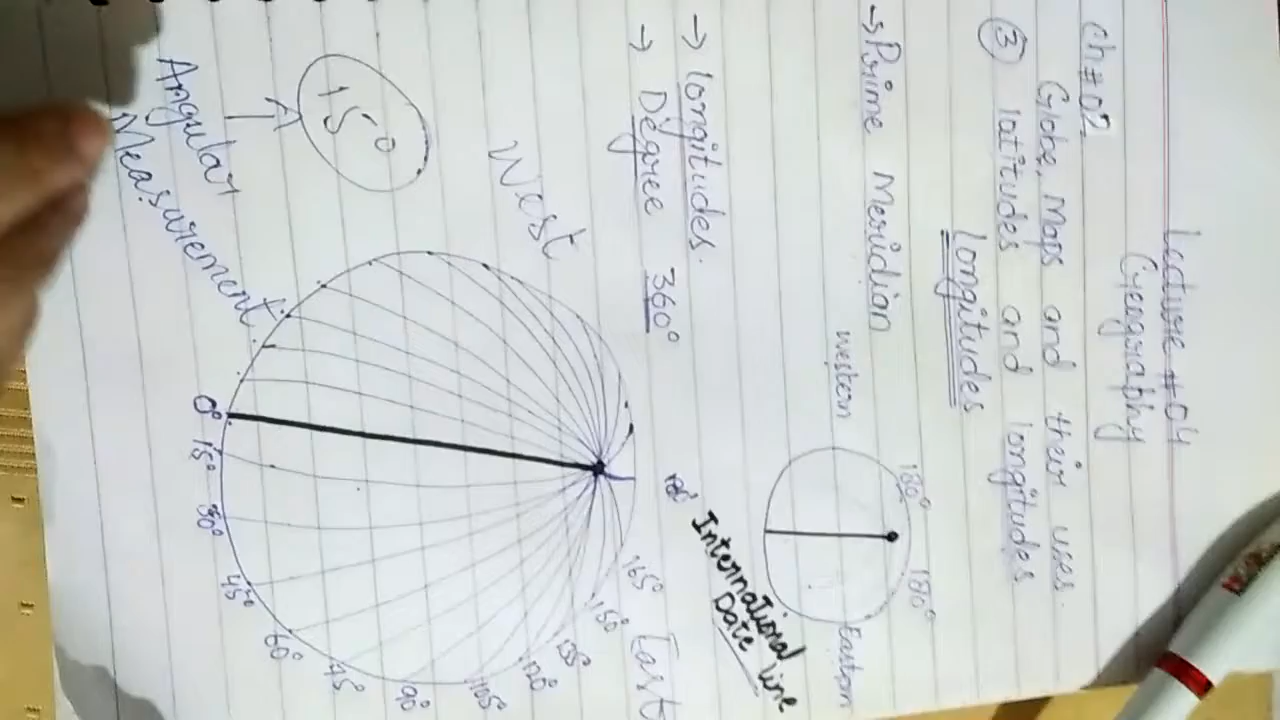 Lecture # 04
Gyeography
Ch # 02
Globe, Maps and their uses.
③ latitudes and longitudes
longitudes
→ Prime Meridian
western
180°
180°
Eastern
→ longitudes.
→ Degree 360°
180° International
Date line
West
East
165°
150°
135°
120°
105°
90°
75°
60°
45°
30°
15°
0°
15°
Angular
Measurement